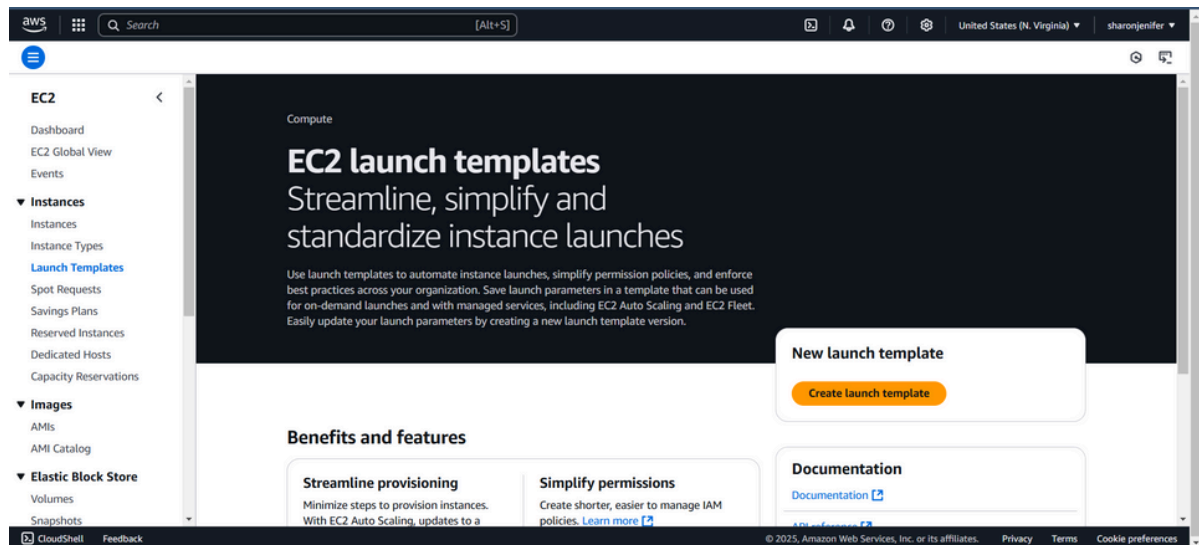 aws
Search
[Alt+S]
United States (N. Virginia) ▼
sharonjenifer ▼
EC2
Dashboard
EC2 Global View
Events
▼ Instances
Instances
Instance Types
Launch Templates
Spot Requests
Savings Plans
Reserved Instances
Dedicated Hosts
Capacity Reservations
▼ Images
AMIs
AMI Catalog
▼ Elastic Block Store
Volumes
Snapshots
Compute
EC2 launch templates
Streamline, simplify and
standardize instance launches
Use launch templates to automate instance launches, simplify permission policies, and enforce
best practices across your organization. Save launch parameters in a template that can be used
for on-demand launches and with managed services, including EC2 Auto Scaling and EC2 Fleet.
Easily update your launch parameters by creating a new launch template version.
New launch template
Create launch template
Benefits and features
Streamline provisioning
Minimize steps to provision instances.
With EC2 Auto Scaling, updates to a
Simplify permissions
Create shorter, easier to manage IAM
policies. Learn more
Documentation
Documentation
API reference
CloudShell
Feedback
© 2025, Amazon Web Services, Inc. or its affiliates.
Privacy
Terms
Cookie preferences